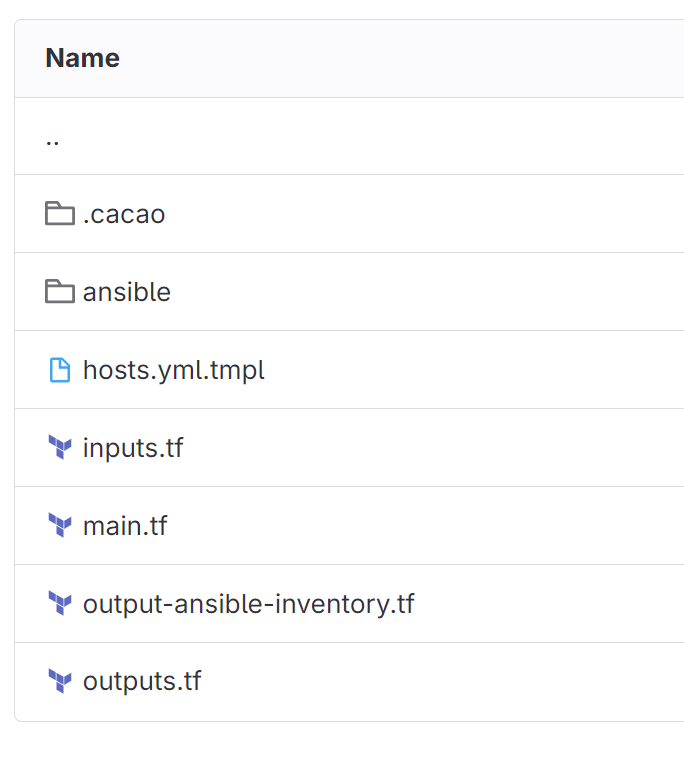 Name
..
.cacao
ansible
hosts.yml.tmpl
inputs.tf
main.tf
output-ansible-inventory.tf
outputs.tf